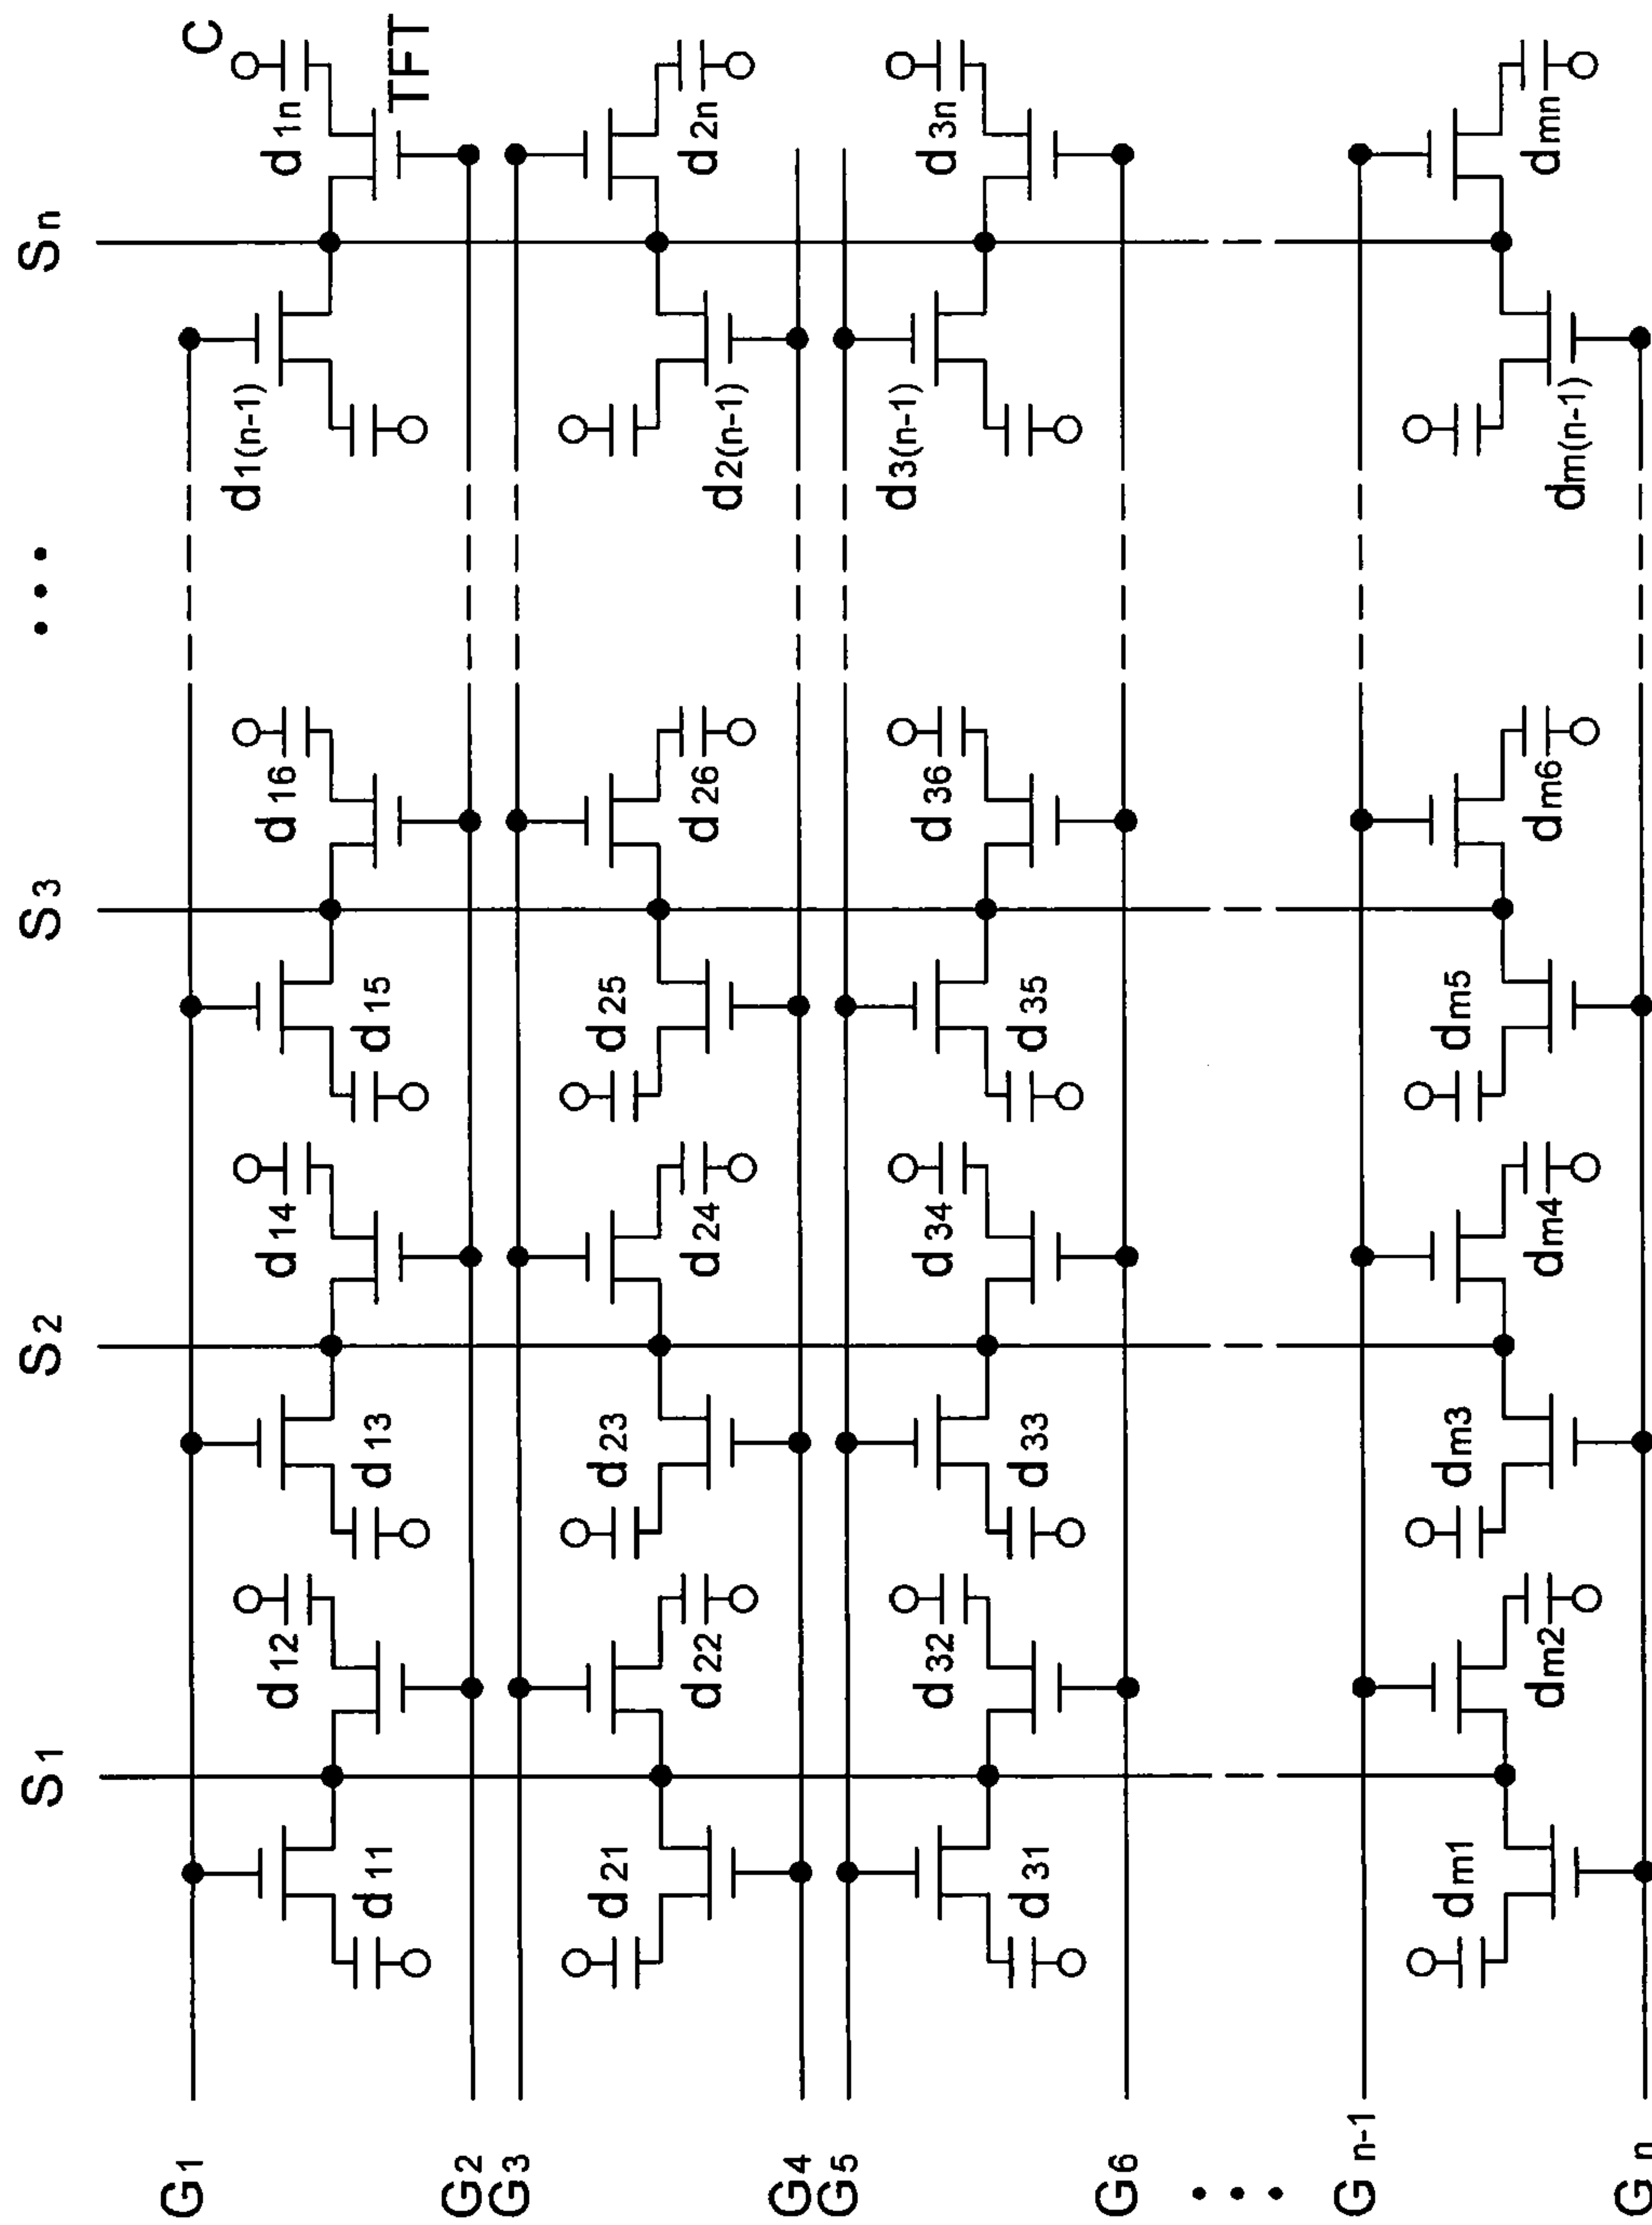 S1 S2 S3 • • • Sn
G1 C
d12 d14 d16 d1(n-1) d1n
d11 d13 d15 TFT
G2
G3
d21 d23 d25
d22 d24 d26 d2(n-1) d2n
G4
G5
d32 d34 d36 d3(n-1) d3n
d31 d33 d35
G6
• • •
Gn-1
dm1 dm3 dm5
dm2 dm4 dm6 dm(n-1) dmn
Gn